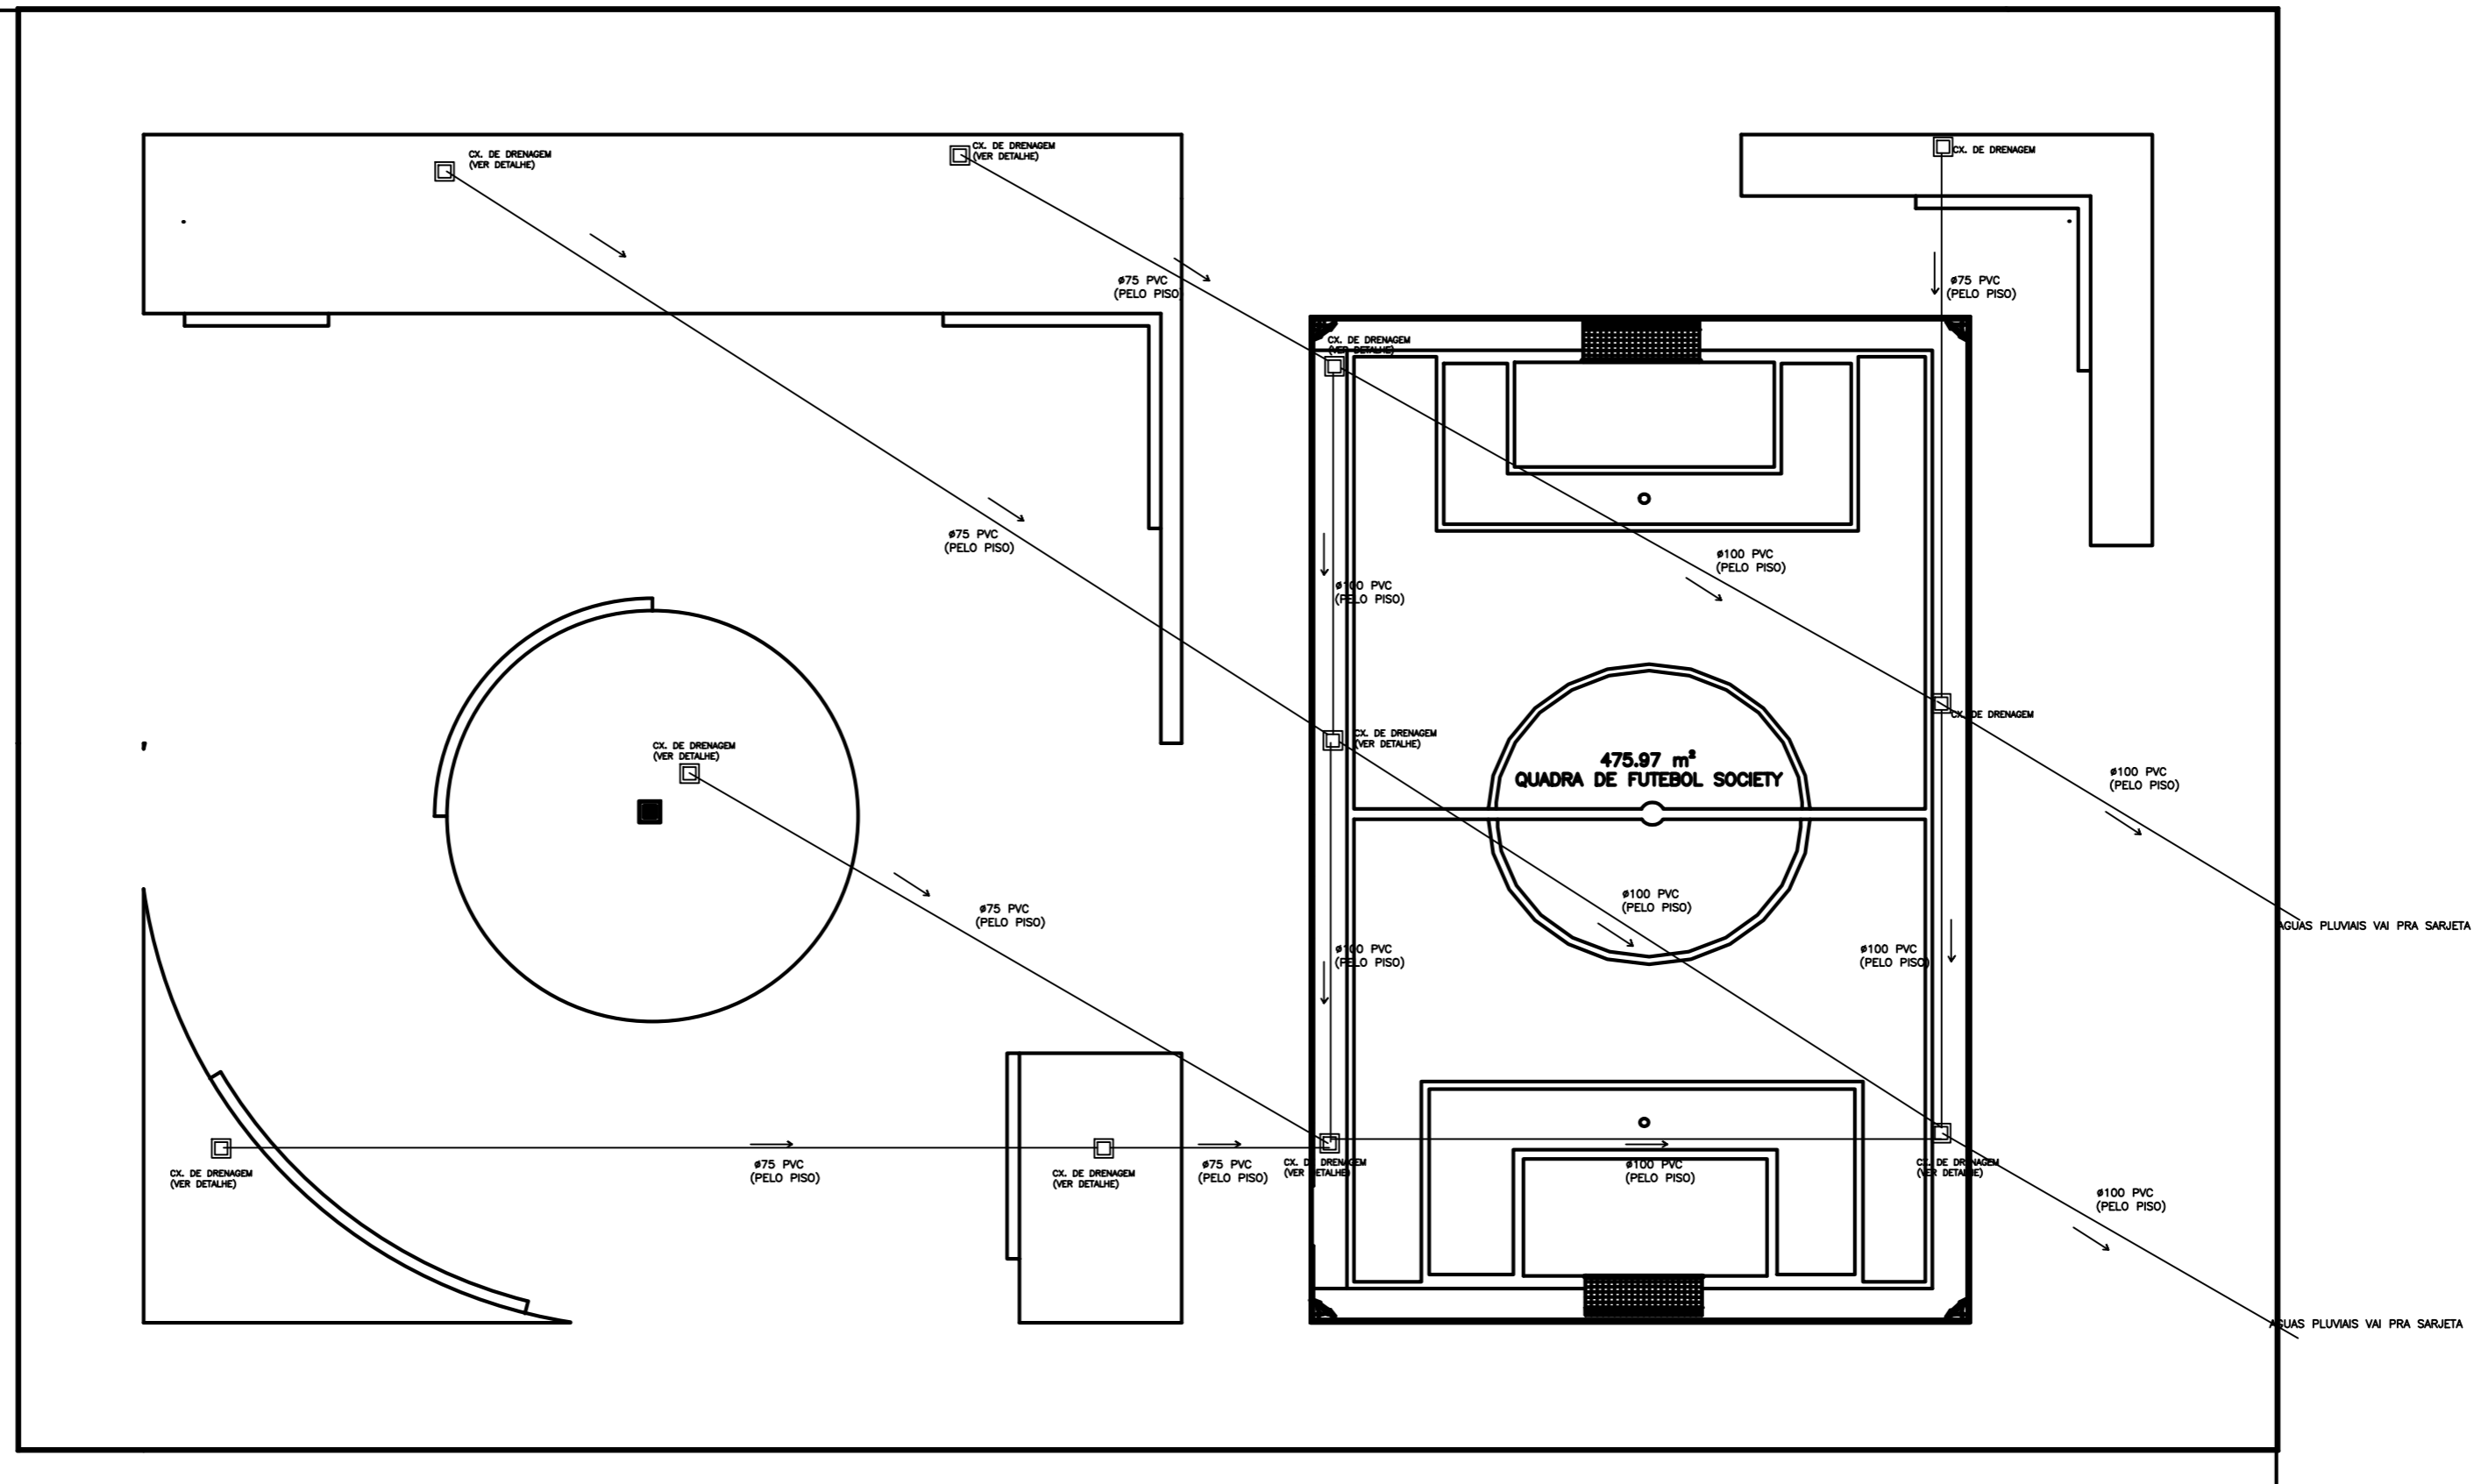 CX. DE DRENAGEM
(VER DETALHE)
CX. DE DRENAGEM
(VER DETALHE)
CX. DE DRENAGEM
ø75 PVC
(PELO PISO)
ø75 PVC
(PELO PISO)
CX. DE DRENAGEM
(VER DETALHE)
ø75 PVC
(PELO PISO)
ø100 PVC
(PELO PISO)
ø100 PVC
(PELO PISO)
CX. DE DRENAGEM
CX. DE DRENAGEM
(VER DETALHE)
CX. DE DRENAGEM
(VER DETALHE)
475.97 m²
QUADRA DE FUTEBOL SOCIETY
ø100 PVC
(PELO PISO)
ø75 PVC
(PELO PISO)
ø100 PVC
(PELO PISO)
AGUAS PLUVIAIS VAI PRA SARJETA
ø100 PVC
(PELO PISO)
ø100 PVC
(PELO PISO)
CX. DE DRENAGEM
(VER DETALHE)
ø75 PVC
(PELO PISO)
CX. DE DRENAGEM
(VER DETALHE)
ø75 PVC
(PELO PISO)
CX. DE DRENAGEM
(VER DETALHE)
ø100 PVC
(PELO PISO)
CX. DE DRENAGEM
(VER DETALHE)
ø100 PVC
(PELO PISO)
AGUAS PLUVIAIS VAI PRA SARJETA